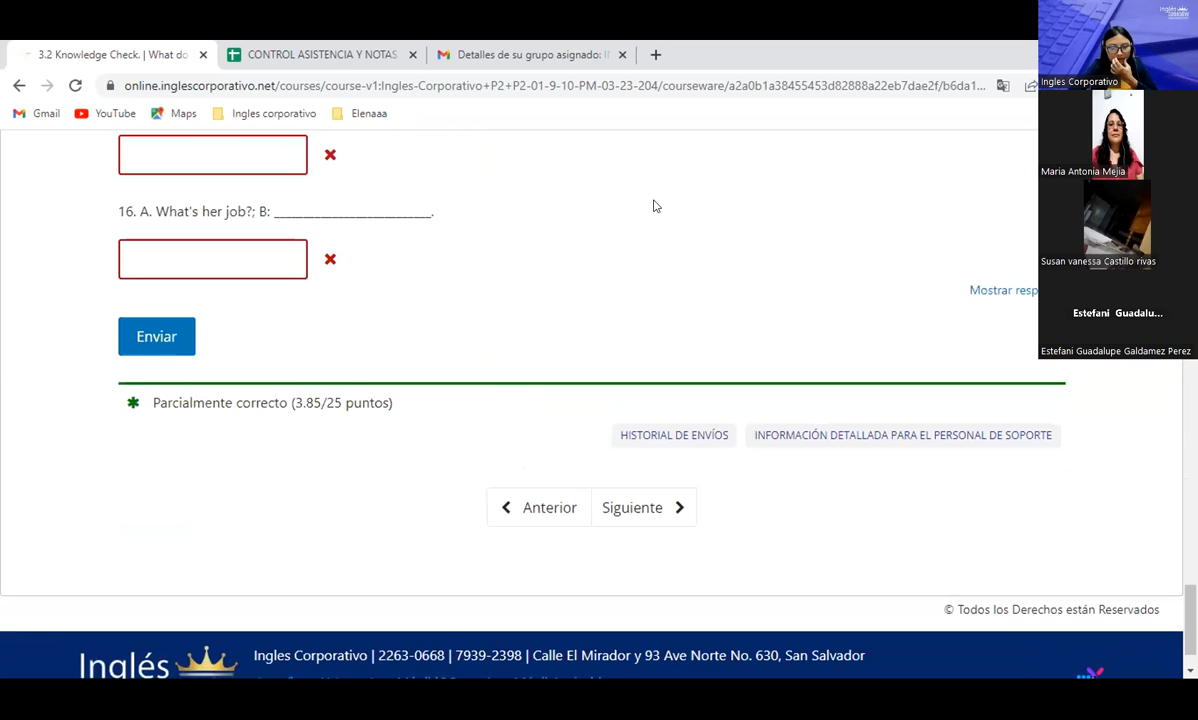 3.2 Knowledge Check. | What do
CONTROL ASISTENCIA Y NOTAS
Detalles de su grupo asignado: I
online.inglescorporativo.net/courses/course-v1:Ingles-Corporativo+P2+P2-01-9-10-PM-03-23-204/courseware/a2a0b1a38455453d82888a22eb7dae2f/b6da1...
Gmail
YouTube
Maps
Ingles corporativo
Elenaaa
16. A. What's her job?; B: __________________________.
Mostrar resp
Enviar
Parcialmente correcto (3.85/25 puntos)
HISTORIAL DE ENVÍOS
INFORMACIÓN DETALLADA PARA EL PERSONAL DE SOPORTE
Anterior
Siguiente
© Todos los Derechos están Reservados
Inglés
Ingles Corporativo | 2263-0668 | 7939-2398 | Calle El Mirador y 93 Ave Norte No. 630, San Salvador
Ingles Corporativo
Maria Antonia Mejia
Susan vanessa Castillo rivas
Estefani Guadalu...
Estefani Guadalupe Galdamez Perez